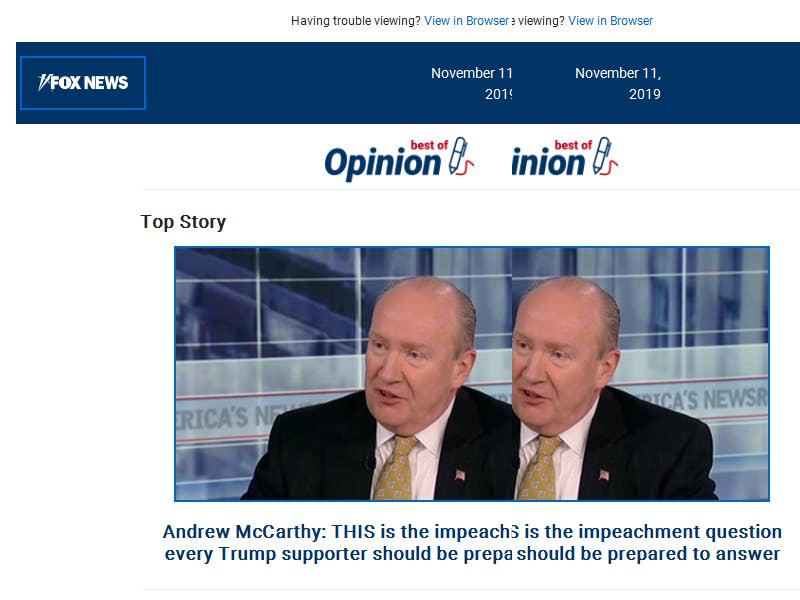 Having trouble viewing? View in Browser e viewing? View in Browser
FOX NEWS
November 11 November 11,
2019 2019
best of best of
Opinion inion
Top Story
ERICA'S NEW RICA'S NEWSR
Andrew McCarthy: THIS is the impeachS is the impeachment question
every Trump supporter should be prepa should be prepared to answer